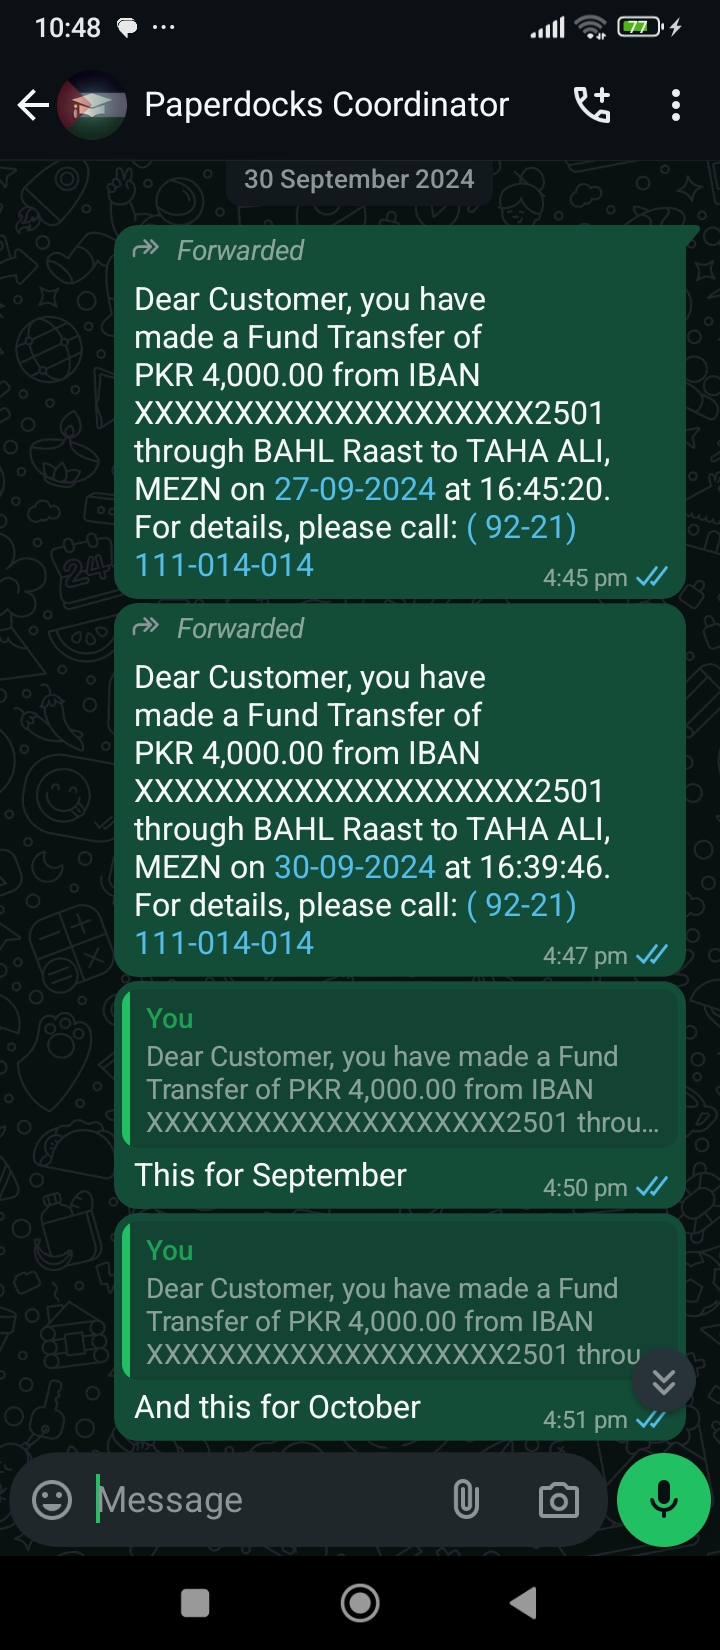 10:48
77
Paperdocks Coordinator
30 September 2024
Forwarded
Dear Customer, you have
made a Fund Transfer of
PKR 4,000.00 from IBAN
XXXXXXXXXXXXXXXXXXXX2501
through BAHL Raast to TAHA ALI,
MEZN on 27-09-2024 at 16:45:20.
For details, please call: ( 92-21)
111-014-014
4:45 pm
Forwarded
Dear Customer, you have
made a Fund Transfer of
PKR 4,000.00 from IBAN
XXXXXXXXXXXXXXXXXXXX2501
through BAHL Raast to TAHA ALI,
MEZN on 30-09-2024 at 16:39:46.
For details, please call: ( 92-21)
111-014-014
4:47 pm
You
Dear Customer, you have made a Fund
Transfer of PKR 4,000.00 from IBAN
XXXXXXXXXXXXXXXXXXXX2501 throu...
This for September
4:50 pm
You
Dear Customer, you have made a Fund
Transfer of PKR 4,000.00 from IBAN
XXXXXXXXXXXXXXXXXXXX2501 throu
And this for October
4:51 pm
Message